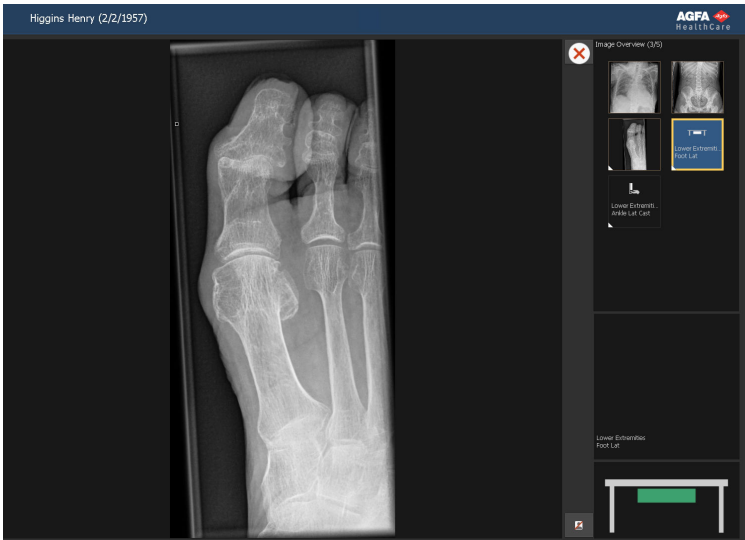 Higgins Henry (2/2/1957)
AGFA
HealthCare
Image Overview (3/5)
Lower Extremiti..
Foot Lat
Lower Extremiti..
Ankle Lat Cast
Lower Extremities
Foot Lat